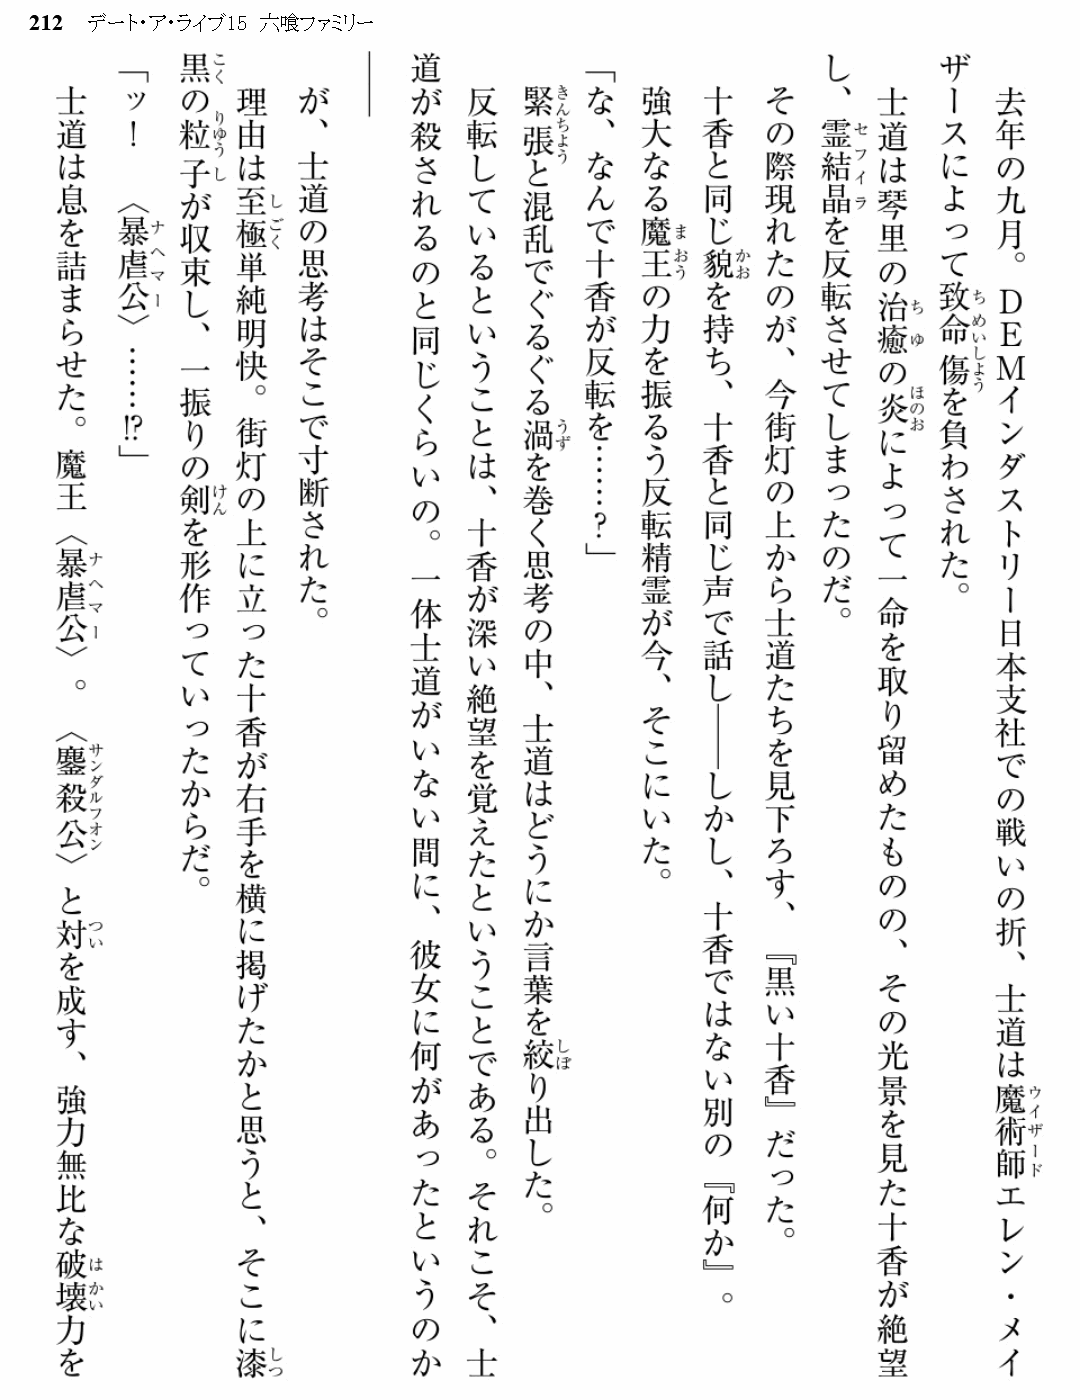 212 デート・ア・ライブ15 六喰ファミリー
去年の九月。DEMインダストリー日本支社での戦いの折、士道は魔術師エレン・メイ
ザースによって致命傷を負わされた。
士道は琴里の治癒の炎によって一命を取り留めたものの、その光景を見た十香が絶望
し、霊結晶を反転させてしまったのだ。
その際現れたのが、今街灯の上から士道たちを見下ろす、『黒い十香』だった。
十香と同じ貌を持ち、十香と同じ声で話し――しかし、十香ではない別の『何か』。
強大なる魔王の力を振るう反転精霊が今、そこにいた。
「な、なんで十香が反転を……?」
緊張と混乱でぐるぐる渦を巻く思考の中、士道はどうにか言葉を絞り出した。
反転しているということは、十香が深い絶望を覚えたということである。それこそ、士
道が殺されるのと同じくらいの。一体士道がいない間に、彼女に何があったというのか
――
が、士道の思考はそこで寸断された。
理由は至極単純明快。街灯の上に立った十香が右手を横に掲げたかと思うと、そこに漆
黒の粒子が収束し、一振りの剣を形作っていったからだ。
「ッ! 〈暴虐公〉……!?」
士道は息を詰まらせた。魔王〈暴虐公〉。〈鏖殺公〉と対を成す、強力無比な破壊力を